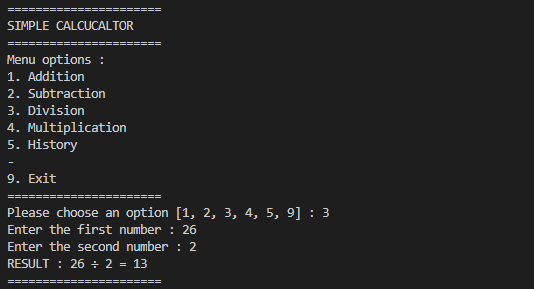 ======================
SIMPLE CALCUCALTOR
======================
Menu options :
1. Addition
2. Subtraction
3. Division
4. Multiplication
5. History
-
9. Exit
======================
Please choose an option [1, 2, 3, 4, 5, 9] : 3
Enter the first number : 26
Enter the second number : 2
RESULT : 26 ÷ 2 = 13
======================